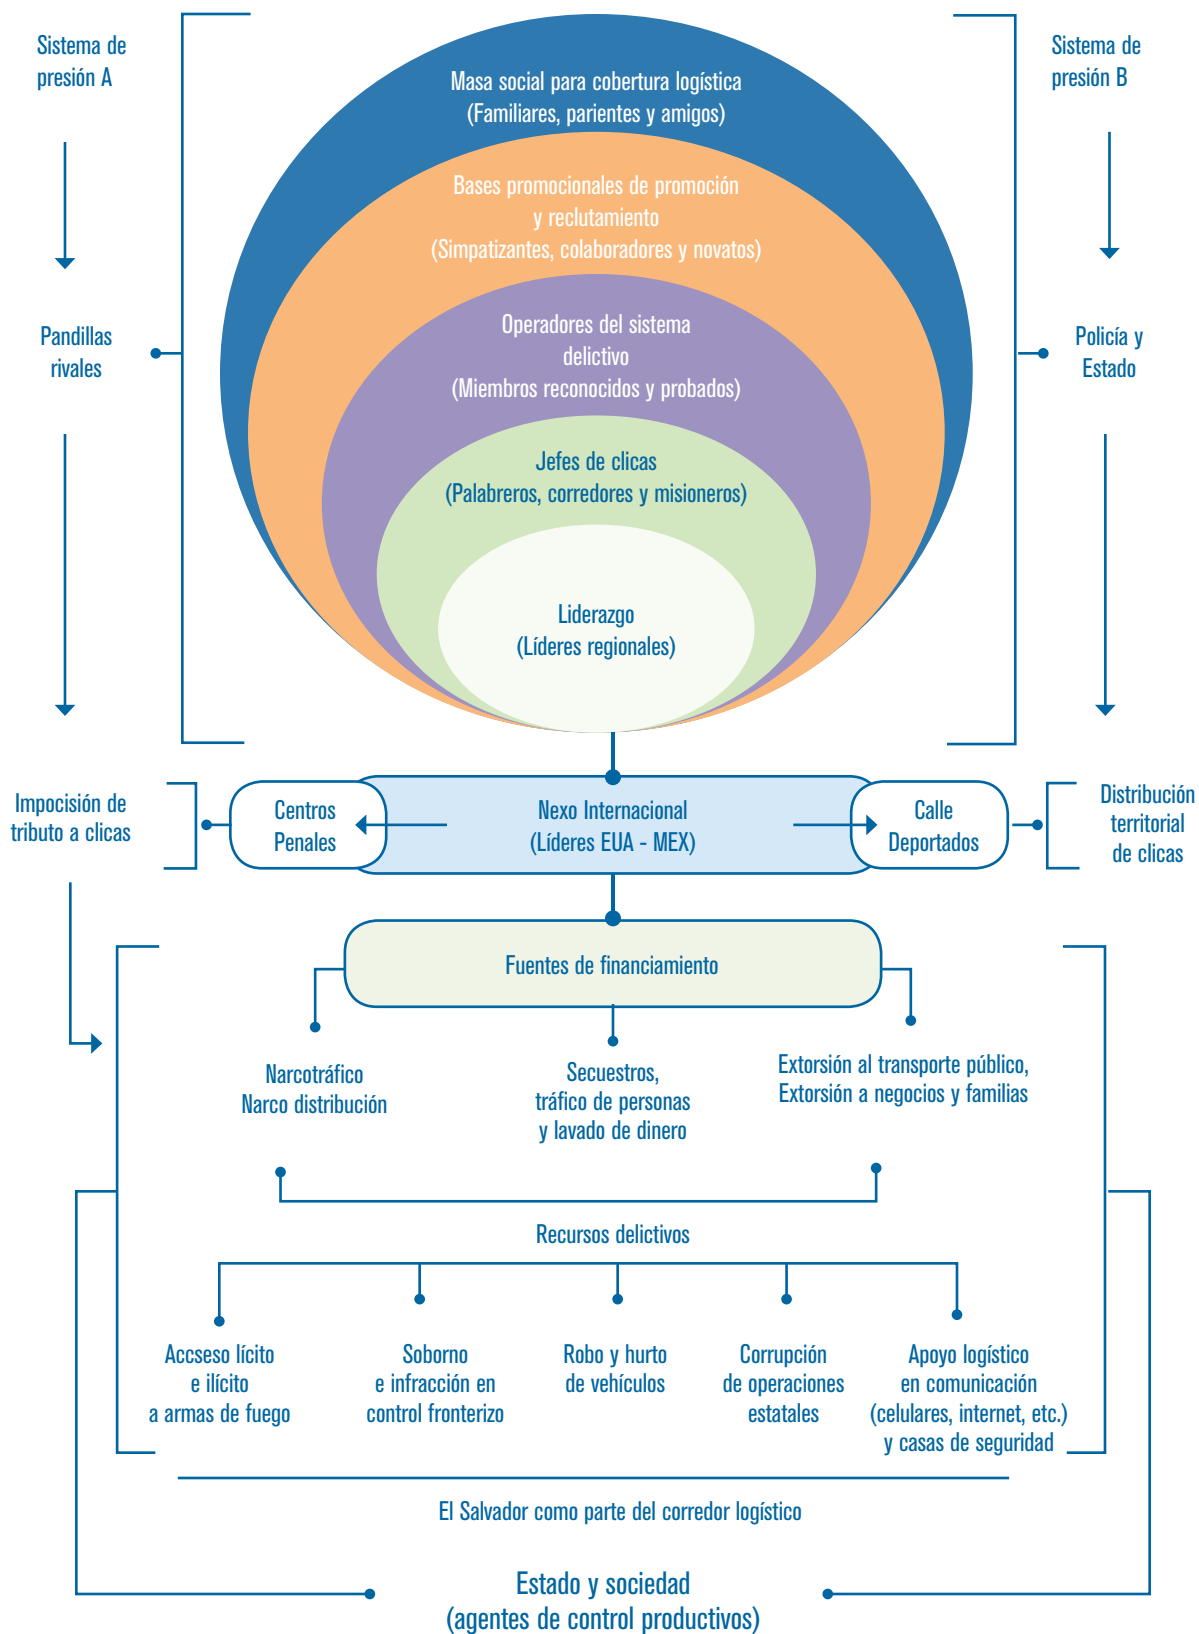 Sistema de
presión A
Sistema de
presión B
Masa social para cobertura logística
(Familiares, parientes y amigos)
Bases promocionales de promoción
y reclutamiento
(Simpatizantes, colaboradores y novatos)
Operadores del sistema
delictivo
(Miembros reconocidos y probados)
Pandillas
rivales
Policía y
Estado
Jefes de clicas
(Palabreros, corredores y misioneros)
Liderazgo
(Líderes regionales)
Impocisión de
tributo a clicas
Centros
Penales
Nexo Internacional
(Líderes EUA - MEX)
Calle
Deportados
Distribución
territorial
de clicas
Fuentes de financiamiento
Narcotráfico
Narco distribución
Secuestros,
tráfico de personas
y lavado de dinero
Extorsión al transporte público,
Extorsión a negocios y familias
Recursos delictivos
Accseso lícito
e ilícito
a armas de fuego
Soborno
e infracción en
control fronterizo
Robo y hurto
de vehículos
Corrupción
de operaciones
estatales
Apoyo logístico
en comunicación
(celulares, internet, etc.)
y casas de seguridad
El Salvador como parte del corredor logístico
Estado y sociedad
(agentes de control productivos)